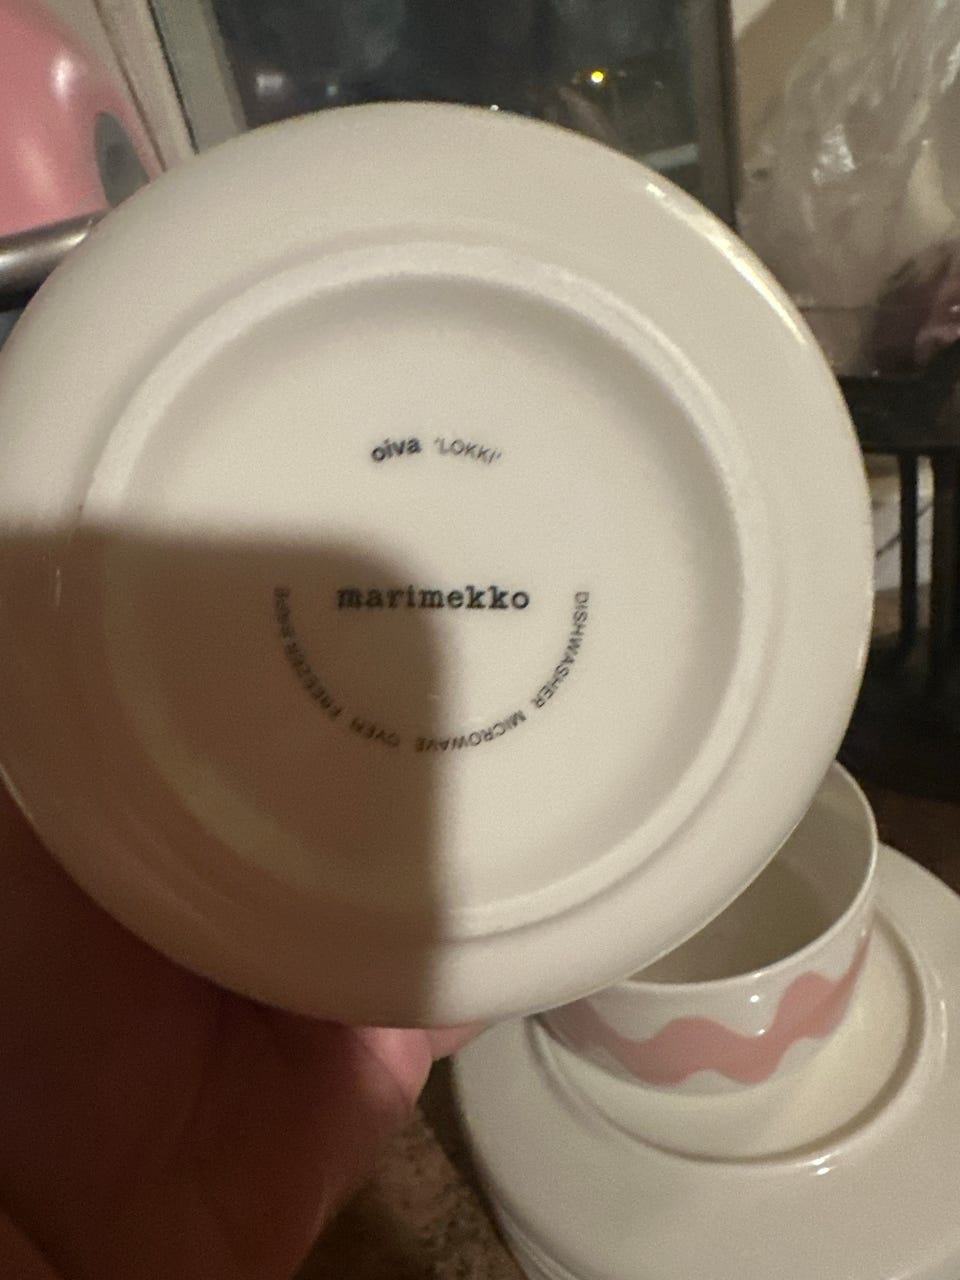 oiva 'LOKKI'
marimekko
DISHWASHER MICROWAVE OVEN FREEZER SAFE